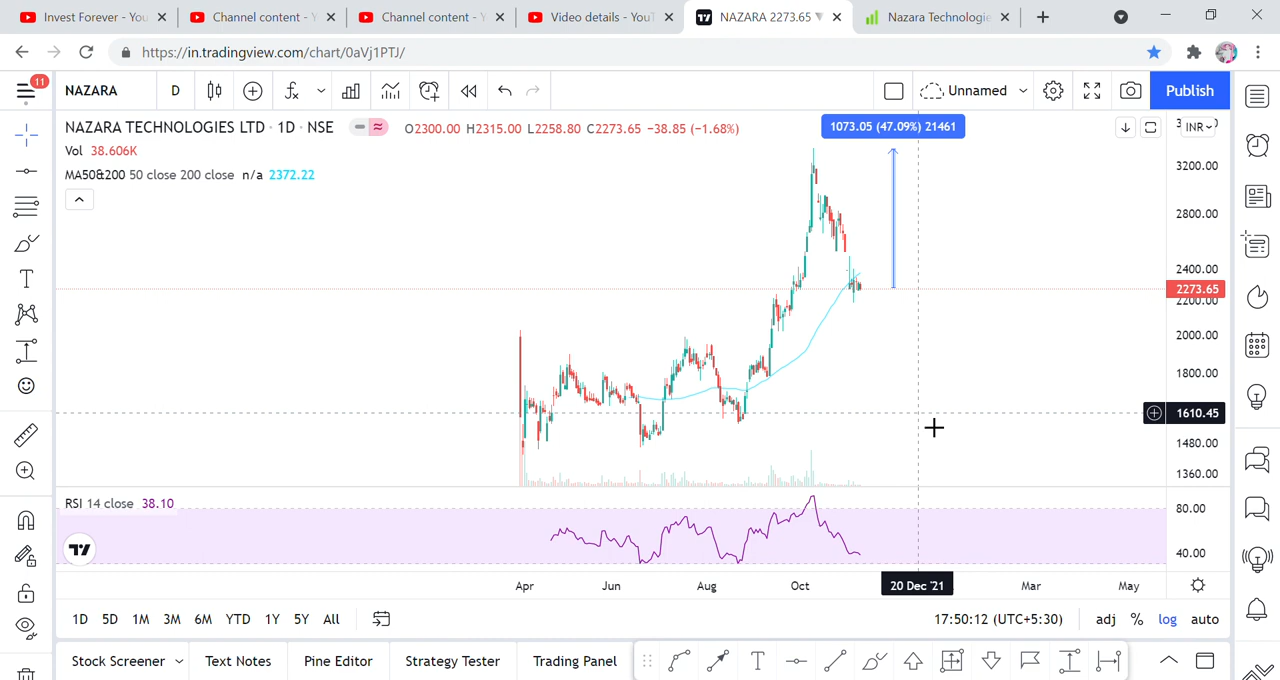 Invest Forever - You
Channel content - Y
Channel content - Y
Video details - YouT
NAZARA 2273.65
Nazara Technologie
https://in.tradingview.com/chart/0aVj1PTJ/
11
NAZARA
D
Unnamed
Publish
NAZARA TECHNOLOGIES LTD · 1D · NSE
O2300.00 H2315.00 L2258.80 C2273.65 -38.85 (-1.68%)
1073.05 (47.09%) 21461
INR
Vol 38.606K
MA50&200 50 close 200 close n/a 2372.22
3200.00
2800.00
2400.00
2273.65
2200.00
2000.00
1800.00
1610.45
1480.00
1360.00
RSI 14 close 38.10
80.00
40.00
Apr Jun Aug Oct 20 Dec '21 Mar May
1D 5D 1M 3M 6M YTD 1Y 5Y All
17:50:12 (UTC+5:30) adj % log auto
Stock Screener Text Notes Pine Editor Strategy Tester Trading Panel